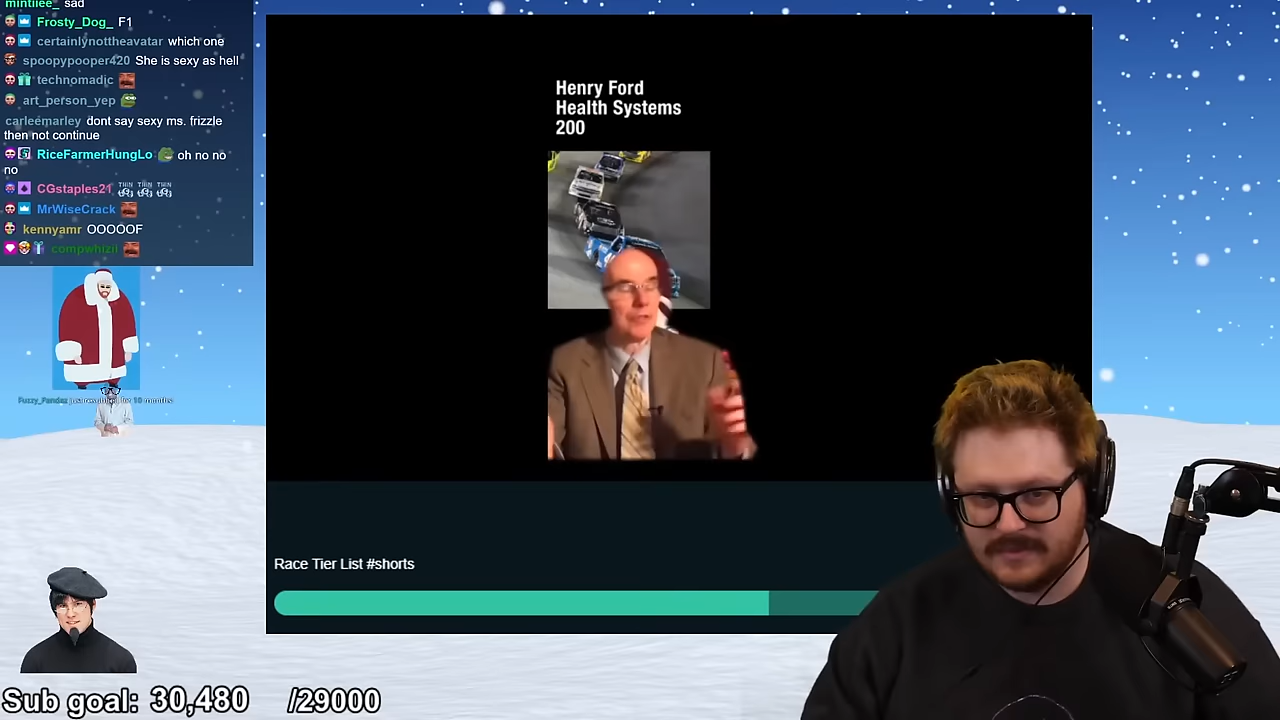 mintilee_ sad
Frosty_Dog_ F1
certainlynottheavatar which one
spoopypooper420 She is sexy as hell
technomadic
art_person_yep
carleemarley dont say sexy ms. frizzle
then not continue
RiceFarmerHungLo oh no no
no
CGstaples21
MrWiseCrack
kennyamr OOOOOF
compwhizii
Henry Ford
Health Systems
200
Race Tier List #shorts
Sub goal: 30,480 /29000